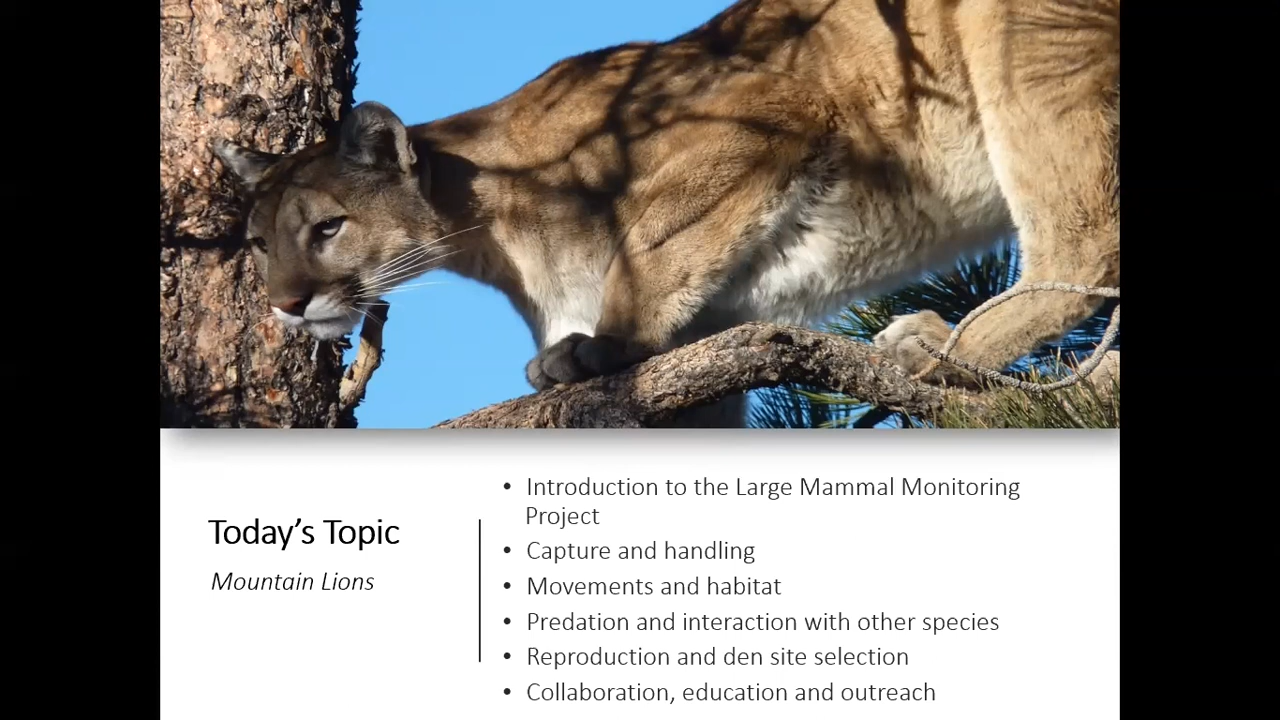 Today’s Topic
Mountain Lions
• Introduction to the Large Mammal Monitoring
Project
• Capture and handling
• Movements and habitat
• Predation and interaction with other species
• Reproduction and den site selection
• Collaboration, education and outreach